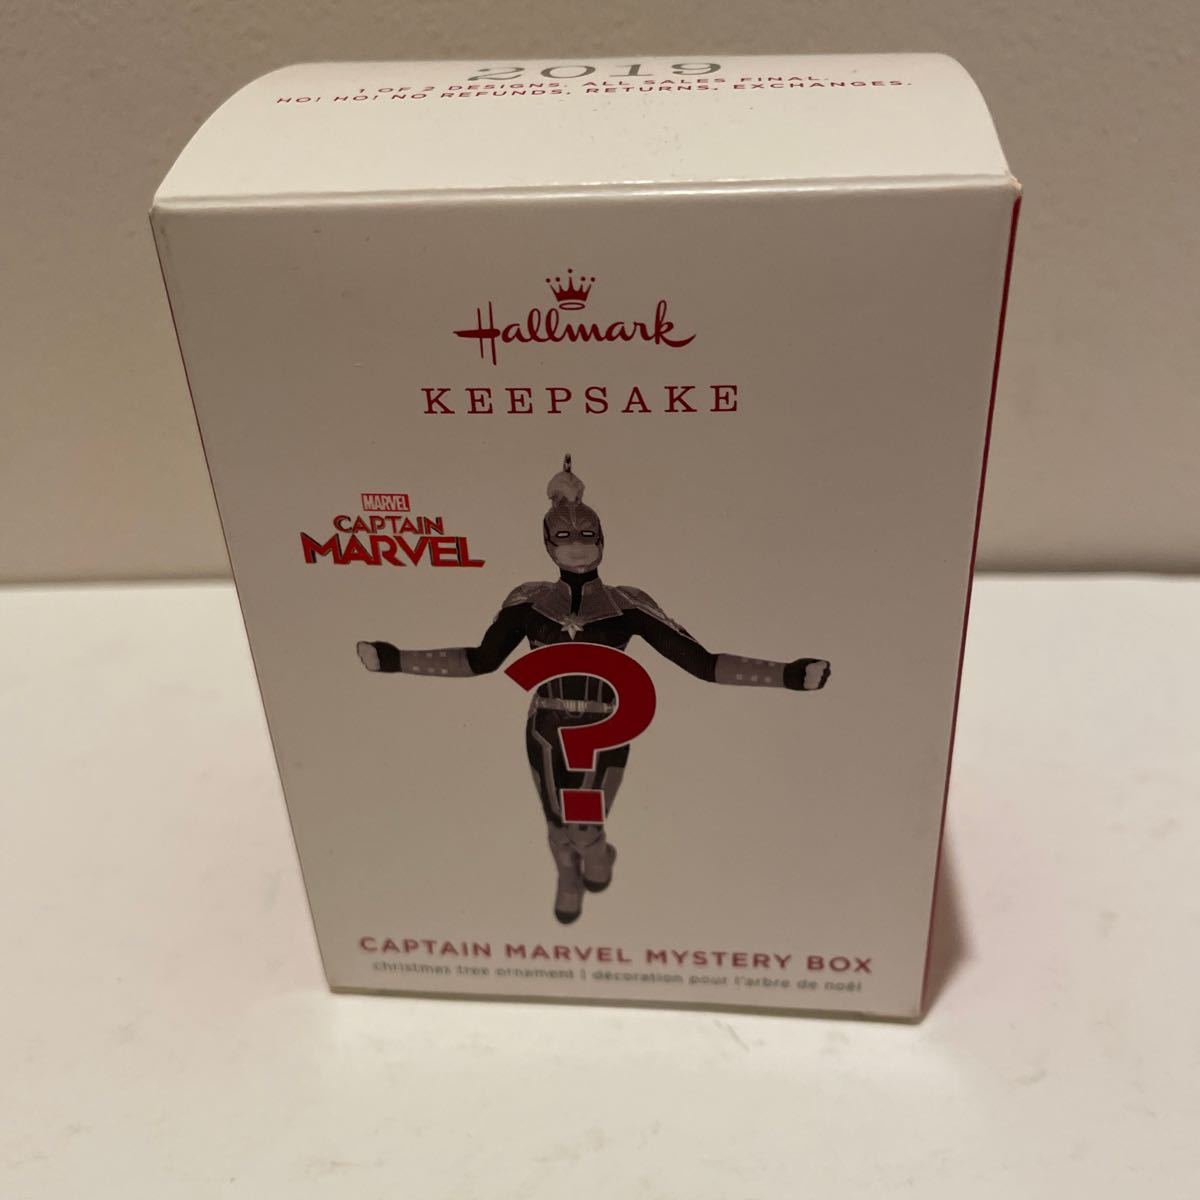 2019
1 OF 2 DESIGNS. ALL SALES FINAL.
HO! HO! NO REFUNDS, RETURNS, EXCHANGES.
Hallmark
KEEPSAKE
MARVEL
CAPTAIN
MARVEL
?
CAPTAIN MARVEL MYSTERY BOX
christmas tree ornament | décoration pour l'arbre de noël